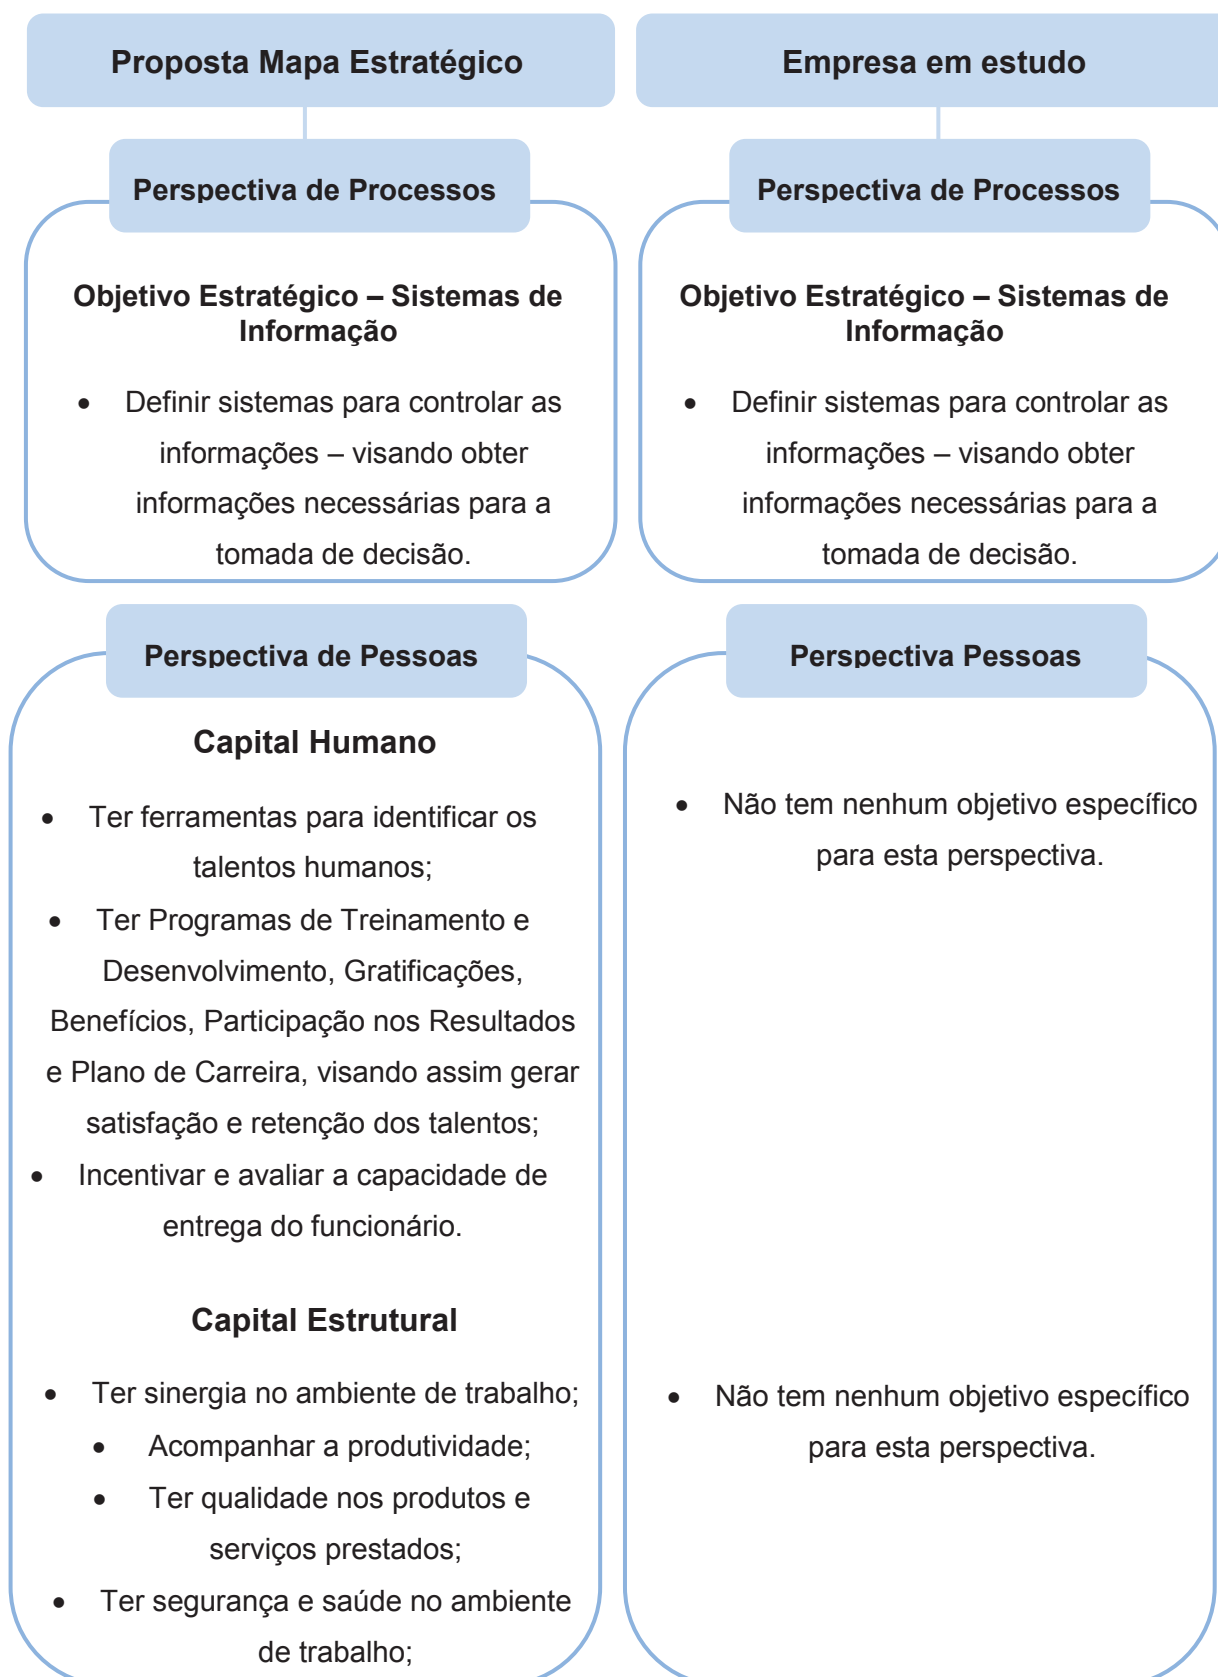 Proposta Mapa Estratégico
Perspectiva de Processos
Objetivo Estratégico – Sistemas de
Informação
• Definir sistemas para controlar as
informações – visando obter
informações necessárias para a
tomada de decisão.
Perspectiva de Pessoas
Capital Humano
• Ter ferramentas para identificar os
talentos humanos;
• Ter Programas de Treinamento e
Desenvolvimento, Gratificações,
Benefícios, Participação nos Resultados
e Plano de Carreira, visando assim gerar
satisfação e retenção dos talentos;
• Incentivar e avaliar a capacidade de
entrega do funcionário.
Capital Estrutural
• Ter sinergia no ambiente de trabalho;
• Acompanhar a produtividade;
• Ter qualidade nos produtos e
serviços prestados;
• Ter segurança e saúde no ambiente
de trabalho;
Empresa em estudo
Perspectiva de Processos
Objetivo Estratégico – Sistemas de
Informação
• Definir sistemas para controlar as
informações – visando obter
informações necessárias para a
tomada de decisão.
Perspectiva Pessoas
• Não tem nenhum objetivo específico
para esta perspectiva.
• Não tem nenhum objetivo específico
para esta perspectiva.